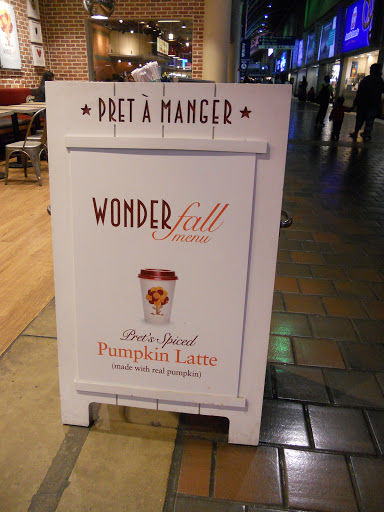 ★ PRET À MANGER ★
WONDERfall
menu
Pret's Spiced
Pumpkin Latte
(made with real pumpkin)